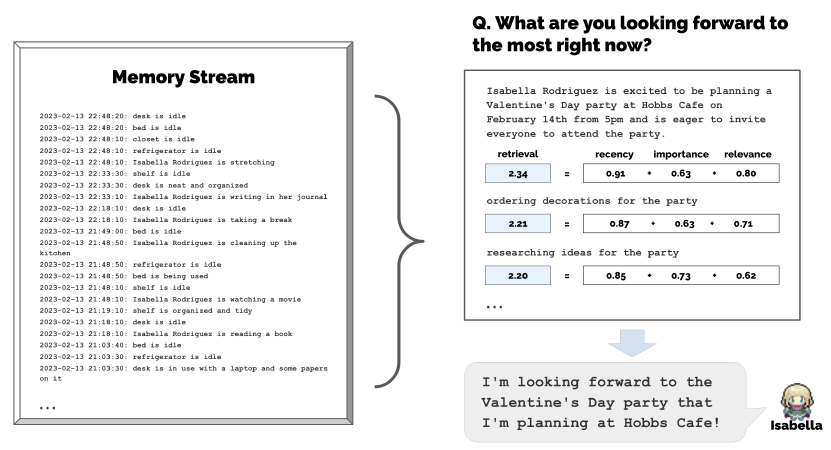 Memory Stream
2023-02-13 22:48:20: desk is idle
2023-02-13 22:48:20: bed is idle
2023-02-13 22:48:10: closet is idle
2023-02-13 22:48:10: refrigerator is idle
2023-02-13 22:48:10: Isabella Rodriguez is stretching
2023-02-13 22:33:30: shelf is idle
2023-02-13 22:33:30: desk is neat and organized
2023-02-13 22:33:10: Isabella Rodriguez is writing in her journal
2023-02-13 22:18:10: desk is idle
2023-02-13 22:18:10: Isabella Rodriguez is taking a break
2023-02-13 21:49:00: bed is idle
2023-02-13 21:48:50: Isabella Rodriguez is cleaning up the
kitchen
2023-02-13 21:48:50: refrigerator is idle
2023-02-13 21:48:50: bed is being used
2023-02-13 21:48:10: shelf is idle
2023-02-13 21:48:10: Isabella Rodriguez is watching a movie
2023-02-13 21:19:10: shelf is organized and tidy
2023-02-13 21:18:10: desk is idle
2023-02-13 21:18:10: Isabella Rodriguez is reading a book
2023-02-13 21:03:40: bed is idle
2023-02-13 21:03:30: refrigerator is idle
2023-02-13 21:03:30: desk is in use with a laptop and some papers
on it
...
Q. What are you looking forward to
the most right now?
Isabella Rodriguez is excited to be planning a
Valentine's Day party at Hobbs Cafe on
February 14th from 5pm and is eager to invite
everyone to attend the party.
retrieval recency importance relevance
2.34 = 0.91 + 0.63 + 0.80
ordering decorations for the party
2.21 = 0.87 + 0.63 + 0.71
researching ideas for the party
2.20 = 0.85 + 0.73 + 0.62
...
I'm looking forward to the
Valentine's Day party that
I'm planning at Hobbs Cafe!
Isabella